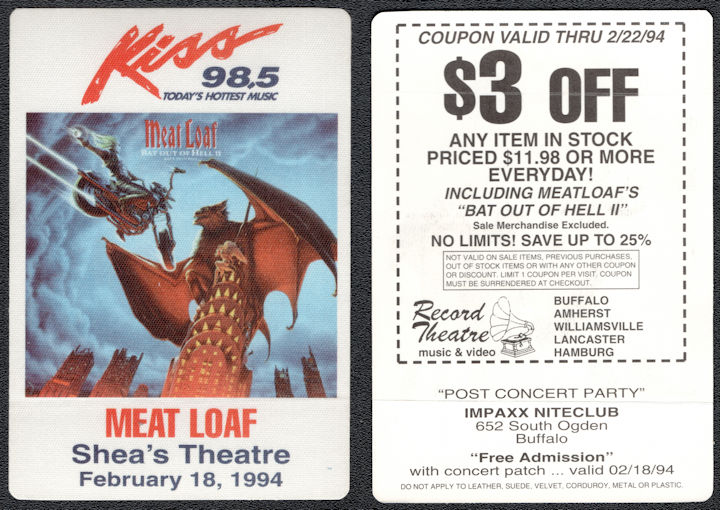 Kiss
98.5
TODAY'S HOTTEST MUSIC
Meat Loaf
BAT OUT OF HELL II
MEAT LOAF
Shea's Theatre
February 18, 1994
COUPON VALID THRU 2/22/94
$3 OFF
ANY ITEM IN STOCK
PRICED $11.98 OR MORE
EVERYDAY!
INCLUDING MEATLOAF'S
"BAT OUT OF HELL II"
Sale Merchandise Excluded.
NO LIMITS! SAVE UP TO 25%
NOT VALID ON SALE ITEMS, PREVIOUS PURCHASES,
OUT OF STOCK ITEMS OR WITH ANY OTHER COUPON
OR DISCOUNT. LIMIT 1 COUPON PER VISIT. COUPON
MUST BE SURRENDERED AT CHECKOUT.
Record
Theatre
music & video
BUFFALO
AMHERST
WILLIAMSVILLE
LANCASTER
HAMBURG
"POST CONCERT PARTY"
IMPAXX NITECLUB
652 South Ogden
Buffalo
"Free Admission"
with concert patch ... valid 02/18/94
DO NOT APPLY TO LEATHER, SUEDE, VELVET, CORDUROY, METAL OR PLASTIC.